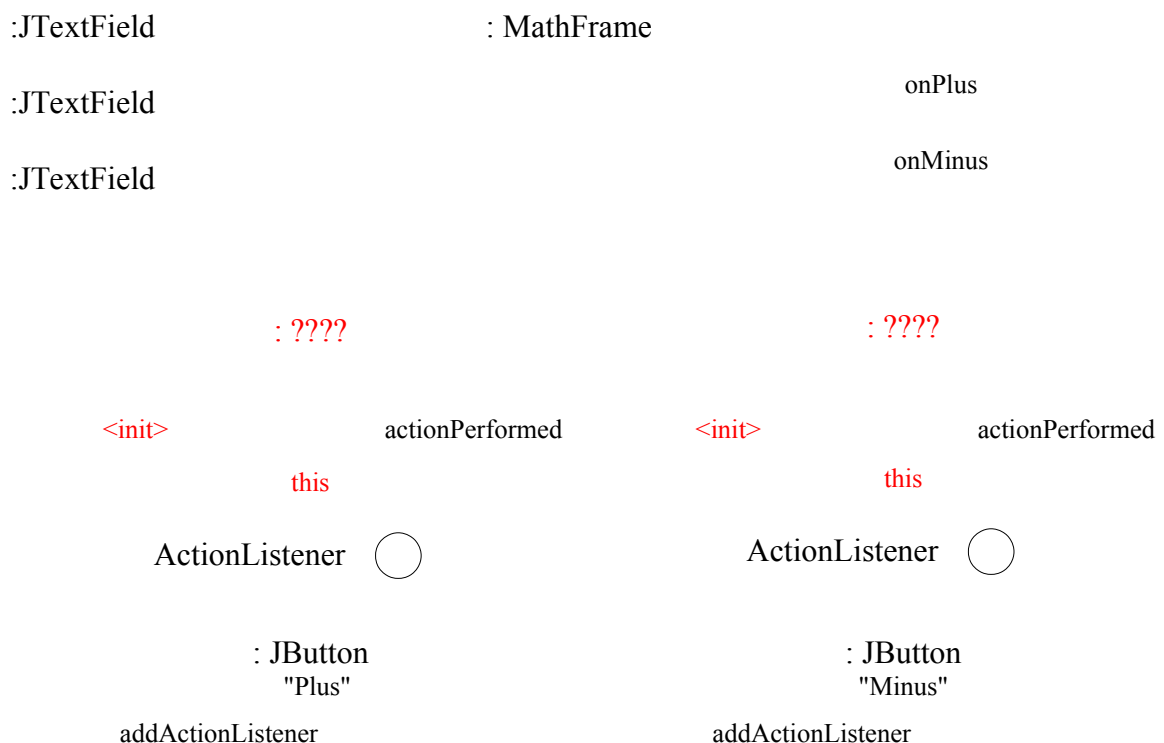 :JTextField
: MathFrame
onPlus
:JTextField
onMinus
:JTextField
: ????
: ????
<init>
actionPerformed
<init>
actionPerformed
this
this
ActionListener
ActionListener
: JButton
"Plus"
: JButton
"Minus"
addActionListener
addActionListener